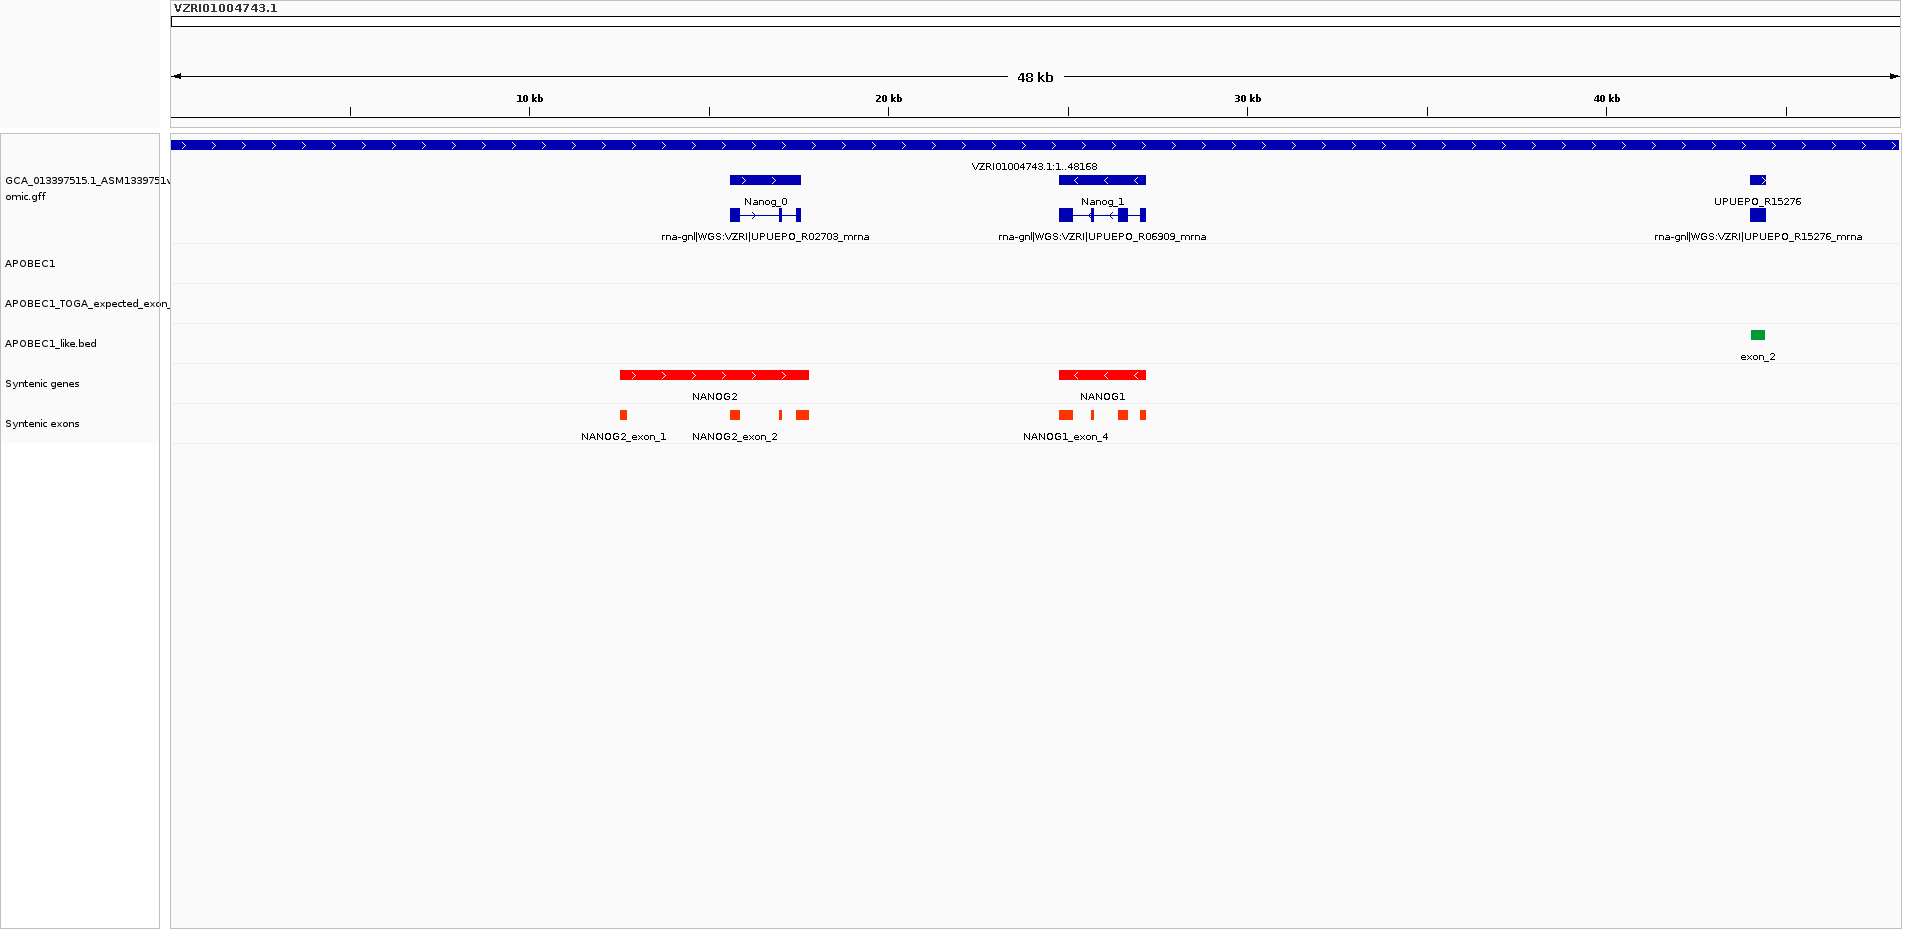 VZRI01004743.1
48 kb
10 kb 20 kb 30 kb 40 kb
VZRI01004743.1:1..48168
GCA_013397515.1_ASM1339751v
omic.gff
Nanog_0 Nanog_1 UPUEPO_R15276
rna-gnl|WGS:VZRI|UPUEPO_R02703_mrna rna-gnl|WGS:VZRI|UPUEPO_R06909_mrna rna-gnl|WGS:VZRI|UPUEPO_R15276_mrna
APOBEC1
APOBEC1_TOGA_expected_exon_
APOBEC1_like.bed
exon_2
Syntenic genes
NANOG2 NANOG1
Syntenic exons
NANOG2_exon_1 NANOG2_exon_2 NANOG1_exon_4